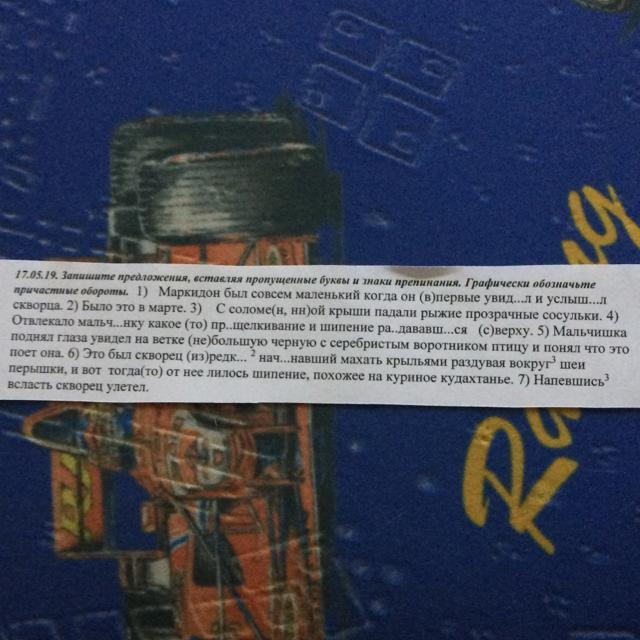 17.05.19. Запишите предложения, вставляя пропущенные буквы и знаки препинания. Графически обозначьте
причастные обороты. 1) Маркидон был совсем маленький когда он (в)первые увид...л и услыш...л
скворца. 2) Было это в марте. 3) С соломе(н, нн)ой крыши падали рыжие прозрачные сосульки. 4)
Отвлекало мальч...нку какое (то) пр...щелкивание и шипение ра..дававш...ся (с)верху. 5) Мальчишка
поднял глаза увидел на ветке (не)большую черную с серебристым воротником птицу и понял что это
поет она. 6) Это был скворец (из)редк... ² нач...навший махать крыльями раздувая вокруг³ шеи
перышки, и вот тогда(то) от нее лилось шипение, похожее на куриное кудахтанье. 7) Напевшись³
всласть скворец улетел.
Racing